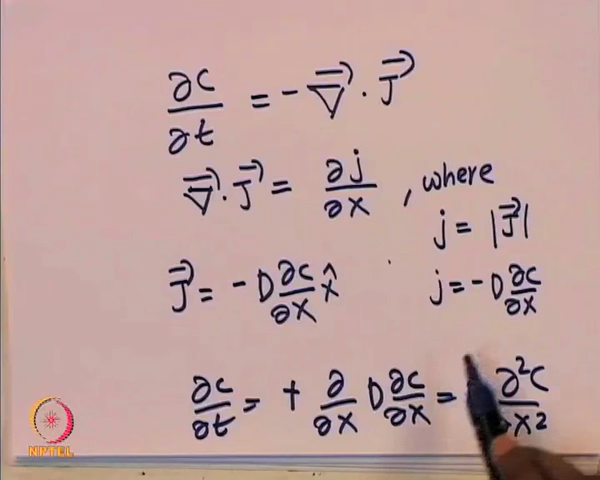 ∂c/∂t = -∇⃗ . J⃗
∇⃗ . J⃗ = ∂j/∂x , where
j = |J⃗|
J⃗ = -D ∂c/∂x x̂
j = -D ∂c/∂x
∂c/∂t = + ∂/∂x D ∂c/∂x = ∂²c/∂x²
NPTEL